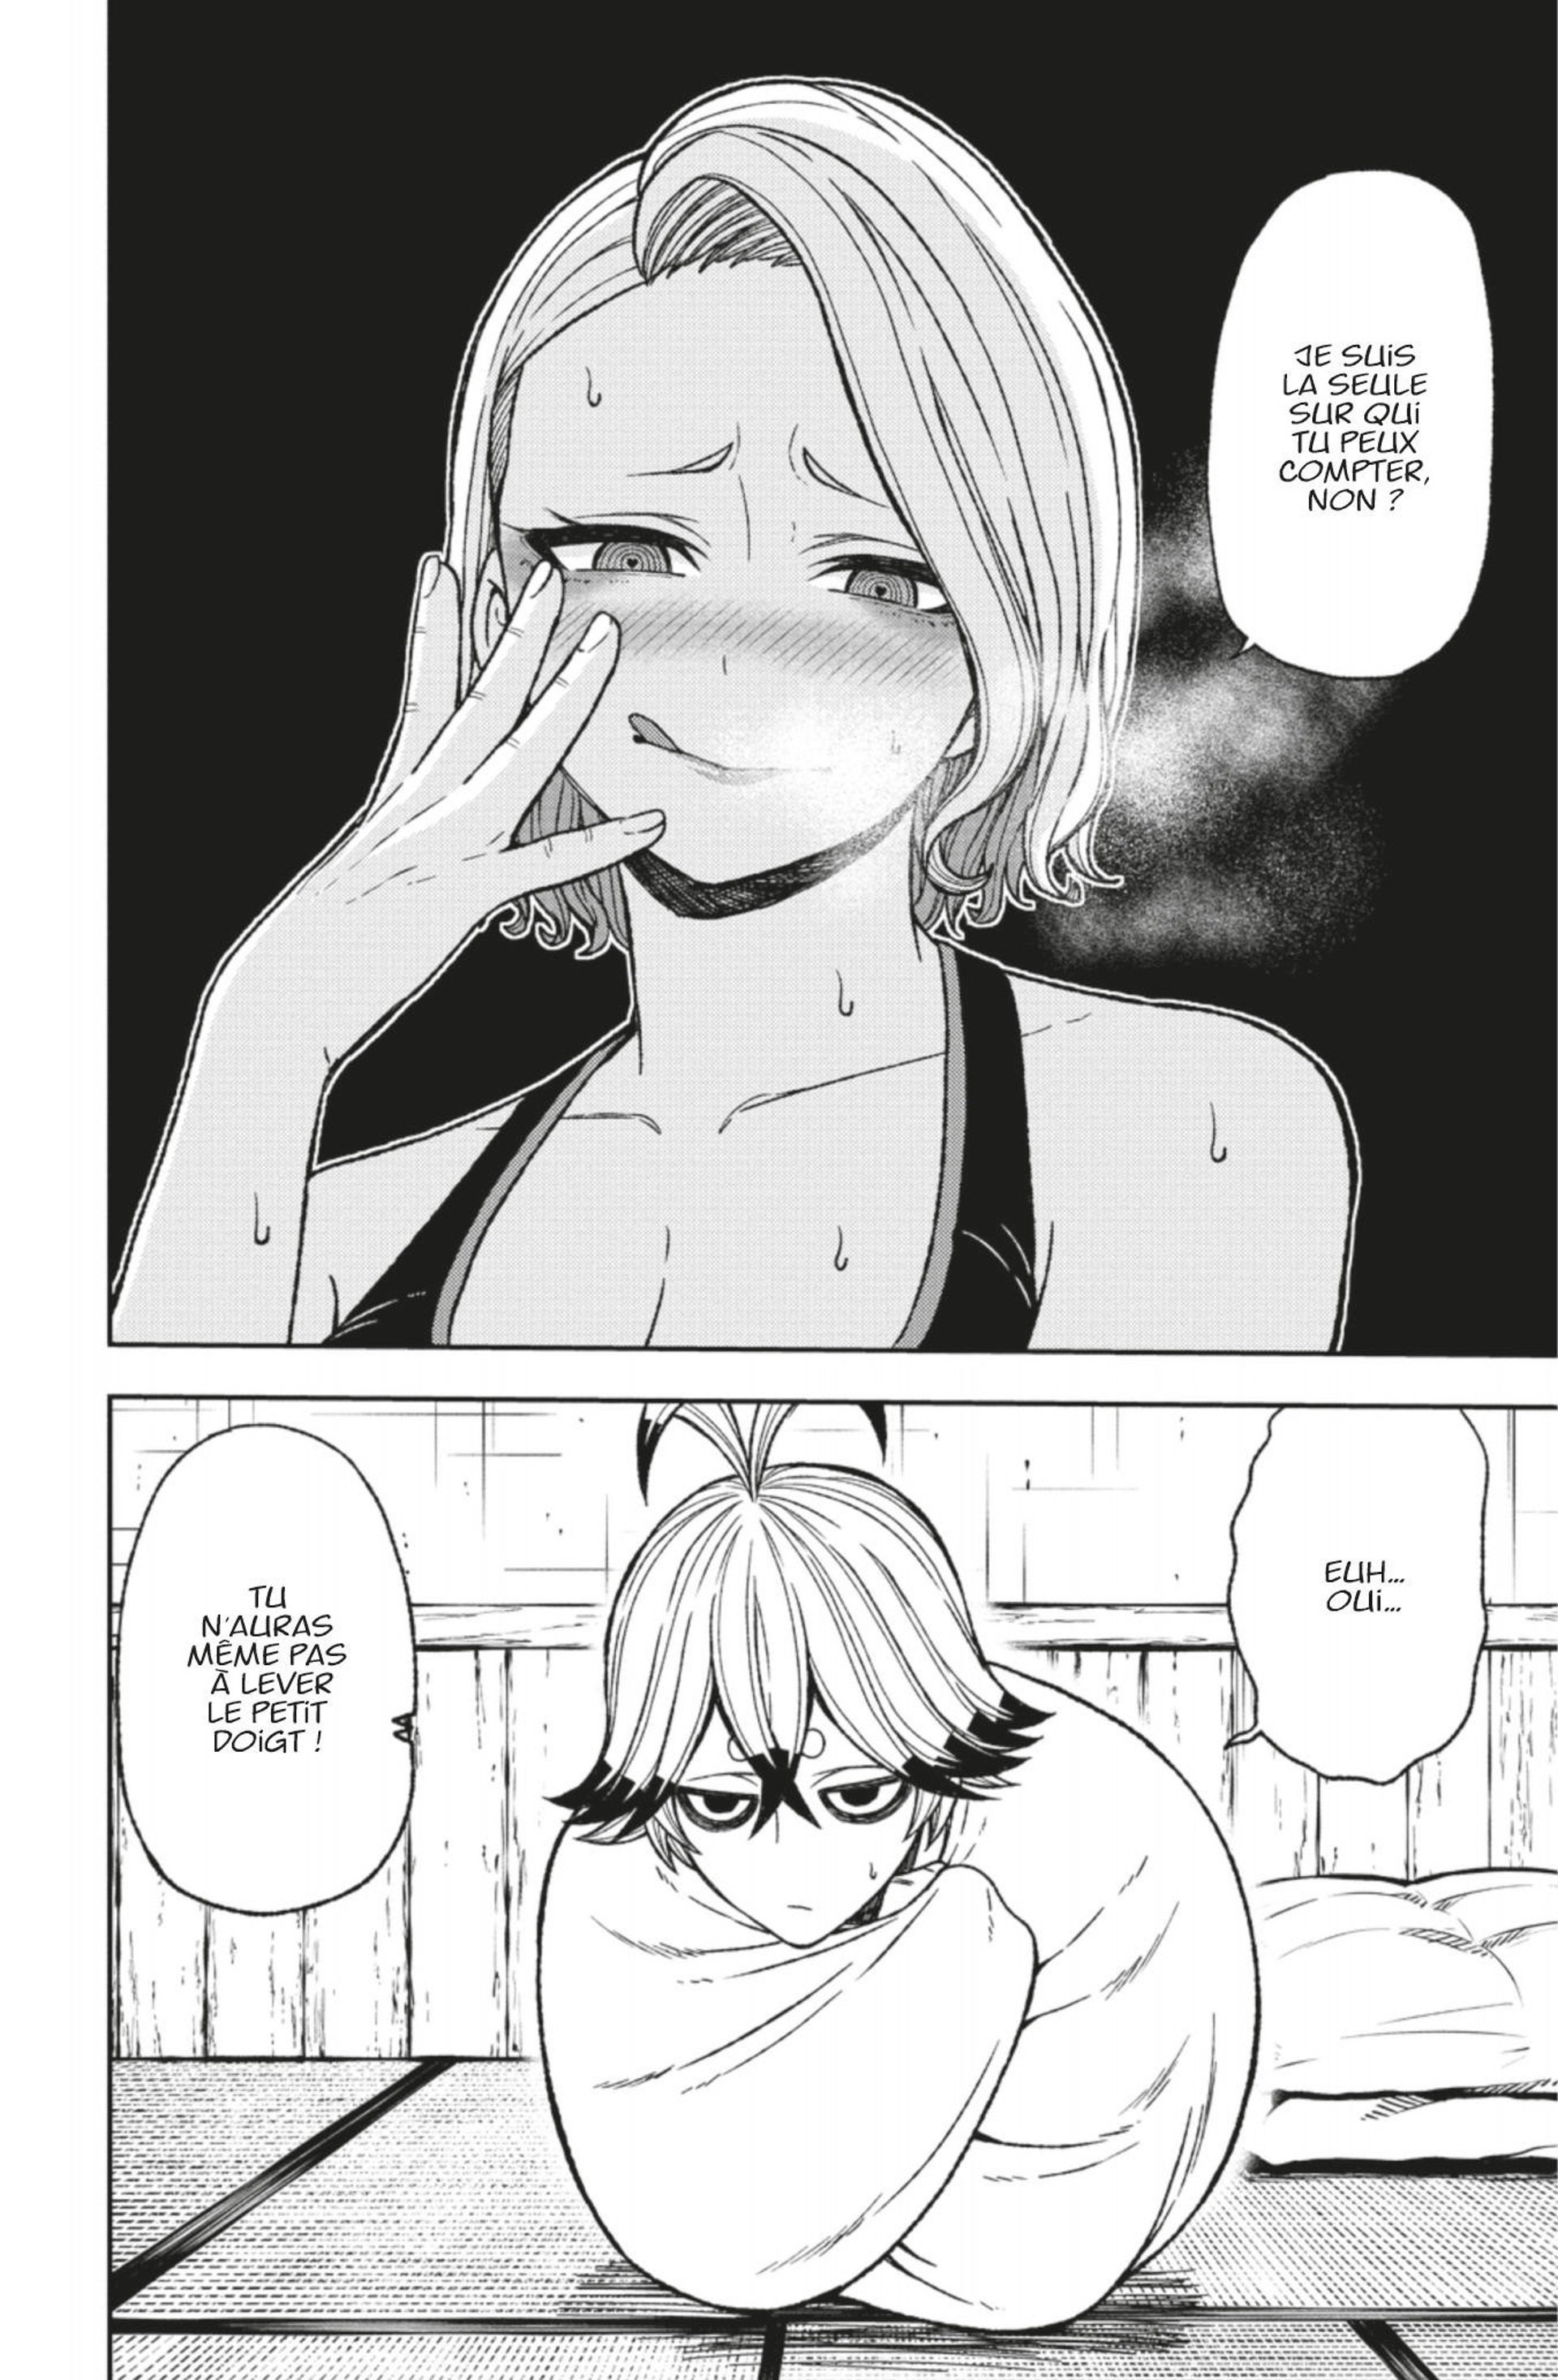 JE SUIS
LA SEULE
SUR QUI
TU PEUX
COMPTER,
NON ?
EUH...
OUI...
TU
N'AURAS
MÊME PAS
À LEVER
LE PETIT
DOIGT !